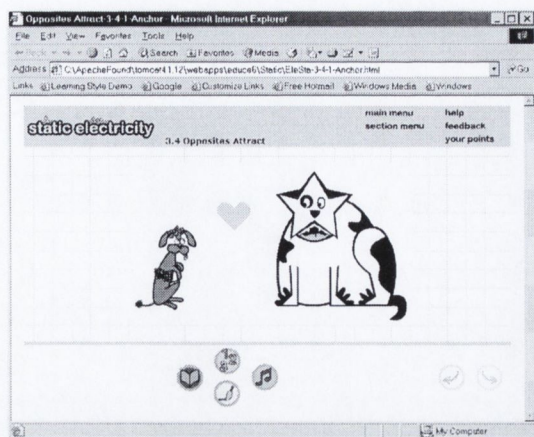 Opposites Attract-3-4-1-Anchor - Microsoft Internet Explorer
File Edit View Favorites Tools Help
Back Search Favorites Media
Address C:\ApacheFound\tomcat4.1.12\webapps\educe6\Static\EleSta-3-4-1-Anchor.html Go
Links Learning Style Demo Google Customize Links Free Hotmail Windows Media Windows
main menu help
static electricity section menu feedback
3.4 Opposites Attract your points
My Computer